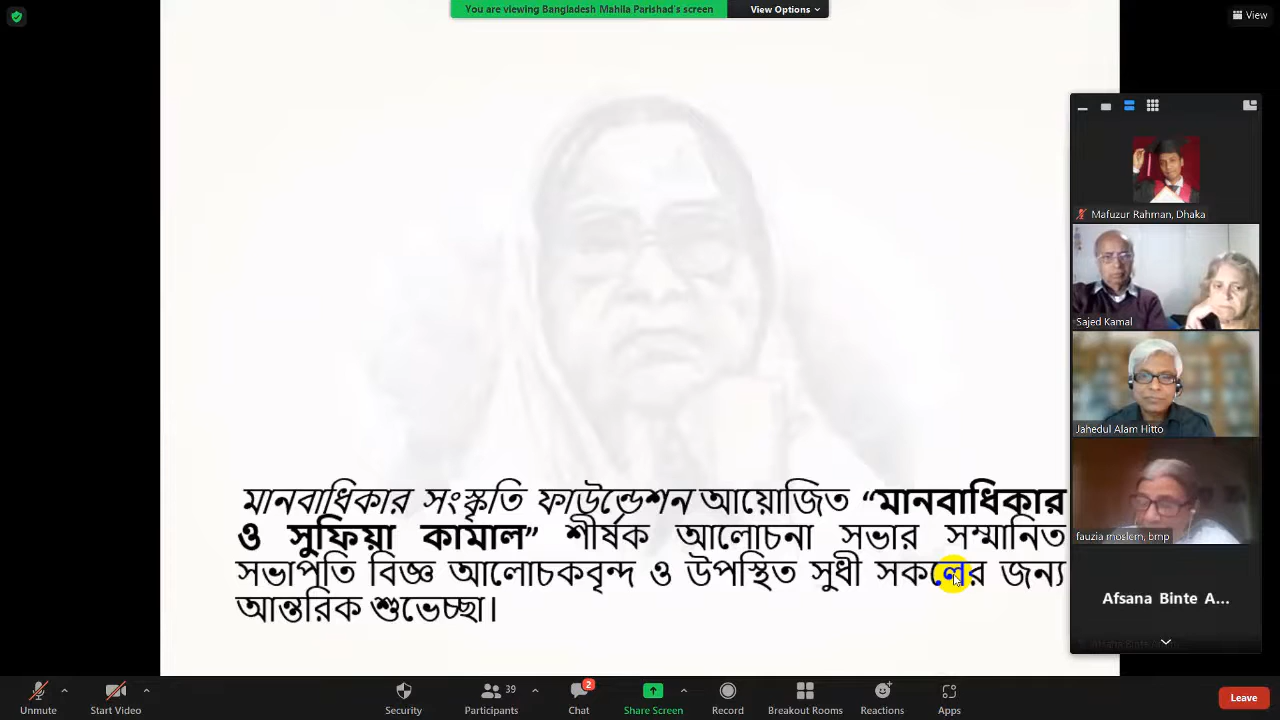 You are viewing Bangladesh Mahila Parishad's screen
View Options
View
Mafuzur Rahman, Dhaka
Sajed Kamal
Jahedul Alam Hitto
fauzia moslem, bmp
Afsana Binte A...
মানবাধিকার সংস্কৃতি ফাউন্ডেশন আয়োজিত “মানবাধিকার
ও সুফিয়া কামাল” শীর্ষক আলোচনা সভার সম্মানিত
সভাপতি বিজ্ঞ আলোচকবৃন্দ ও উপস্থিত সুধী সকলের জন্য
আন্তরিক শুভেচ্ছা।
Unmute
Start Video
Security
Participants
39
Chat
2
Share Screen
Record
Breakout Rooms
Reactions
Apps
Leave